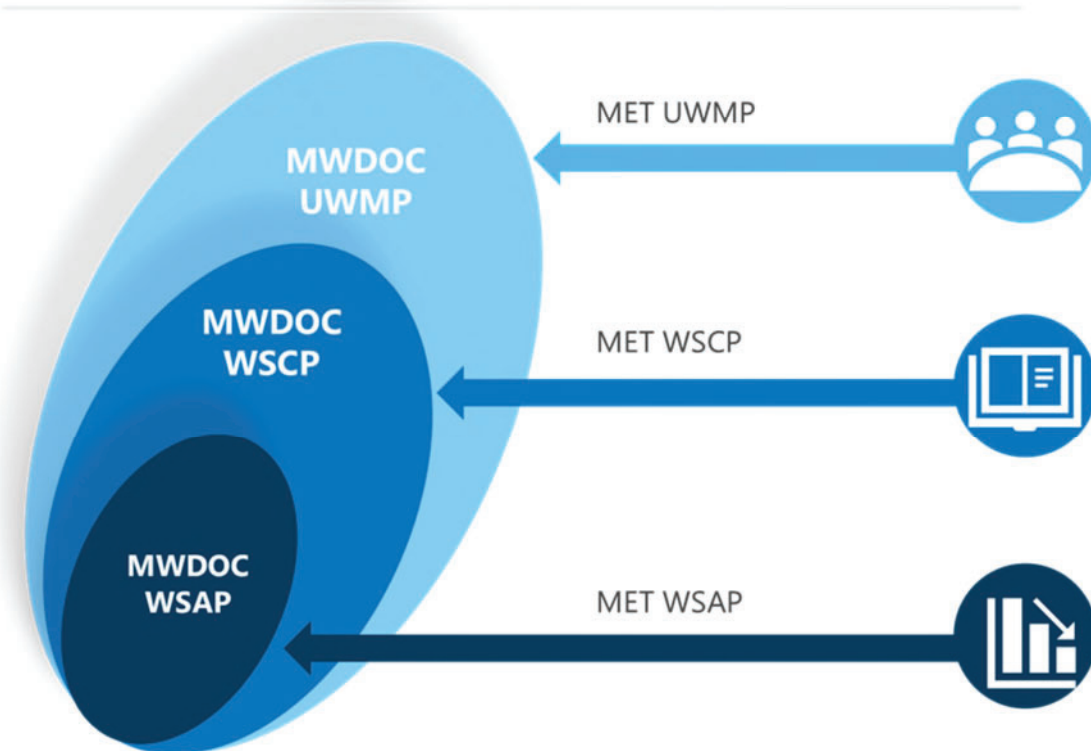 MWDOC
UWMP
MET UWMP
MWDOC
WSCP
MET WSCP
MWDOC
WSAP
MET WSAP